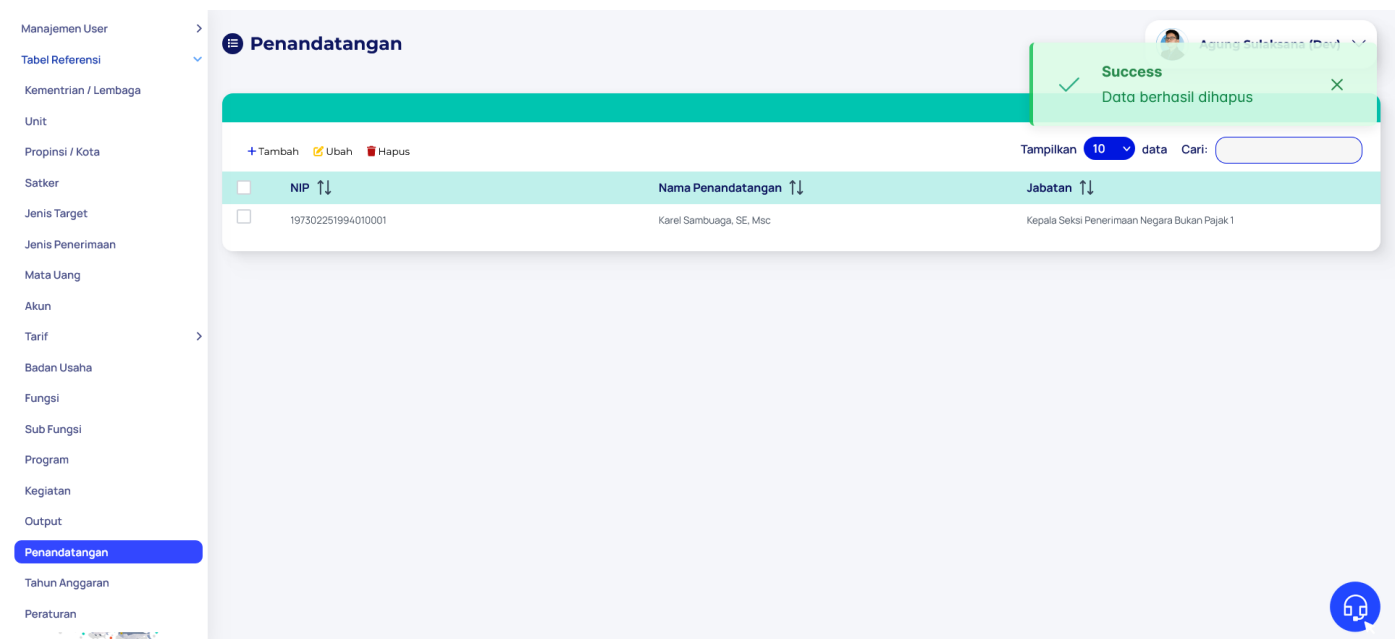 Manajemen User
Tabel Referensi
Kementrian / Lembaga
Unit
Propinsi / Kota
Satker
Jenis Target
Jenis Penerimaan
Mata Uang
Akun
Tarif
Badan Usaha
Fungsi
Sub Fungsi
Program
Kegiatan
Output
Penandatangan
Tahun Anggaran
Peraturan
Penandatangan
Agung Sulaksana (Dev)
Success
Data berhasil dihapus
Tambah Ubah Hapus
Tampilkan 10 data Cari:
NIP Nama Penandatangan Jabatan
197302251994010001 Karel Sambuaga, SE, Msc Kepala Seksi Penerimaan Negara Bukan Pajak 1